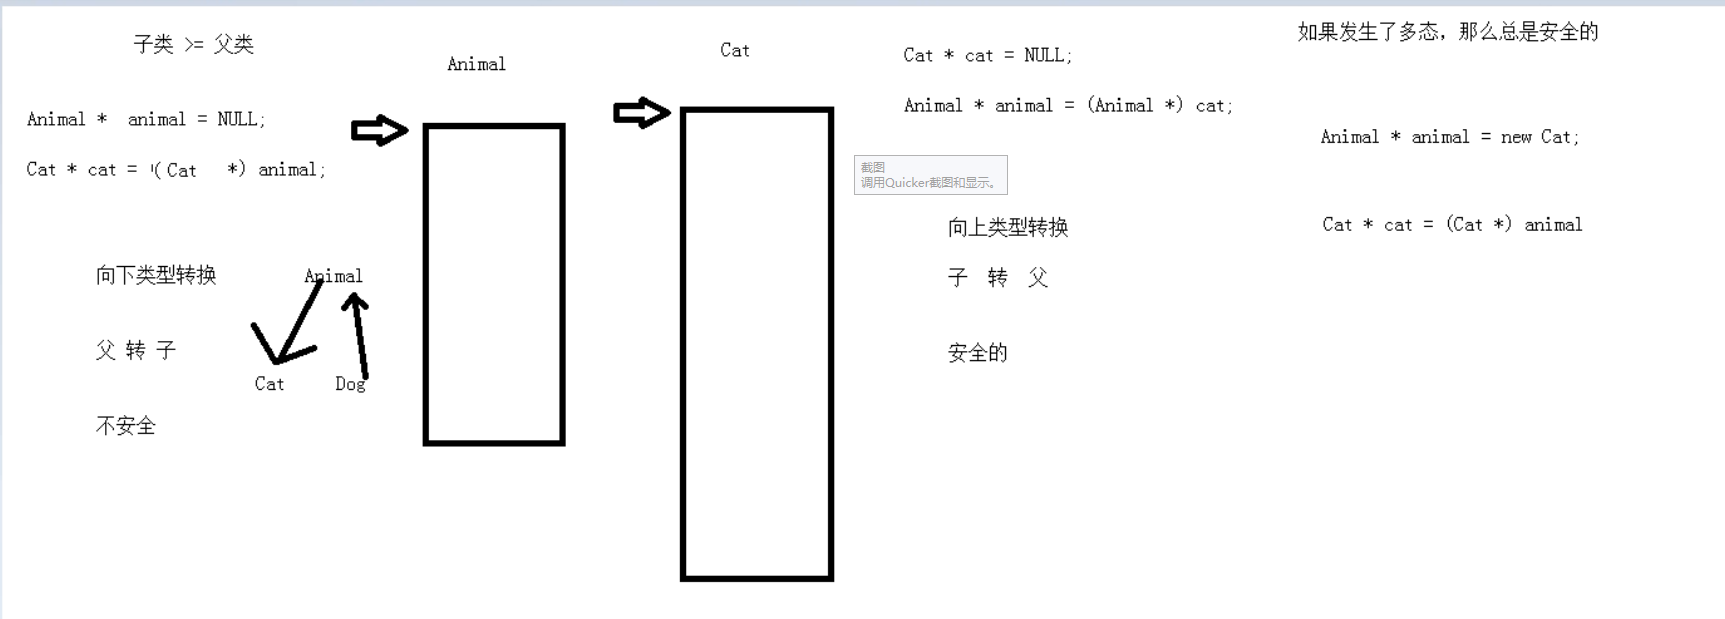 子类 >= 父类
Animal *  animal = NULL;
Cat * cat = (Cat   *) animal;
向下类型转换
父 转 子
不安全
Animal
Cat
Dog
Animal
Cat
Cat * cat = NULL;
Animal * animal = (Animal *) cat;
截图
调用Quicker截图和显示。
向上类型转换
子  转  父
安全的
如果发生了多态，那么总是安全的
Animal * animal = new Cat;
Cat * cat = (Cat *) animal